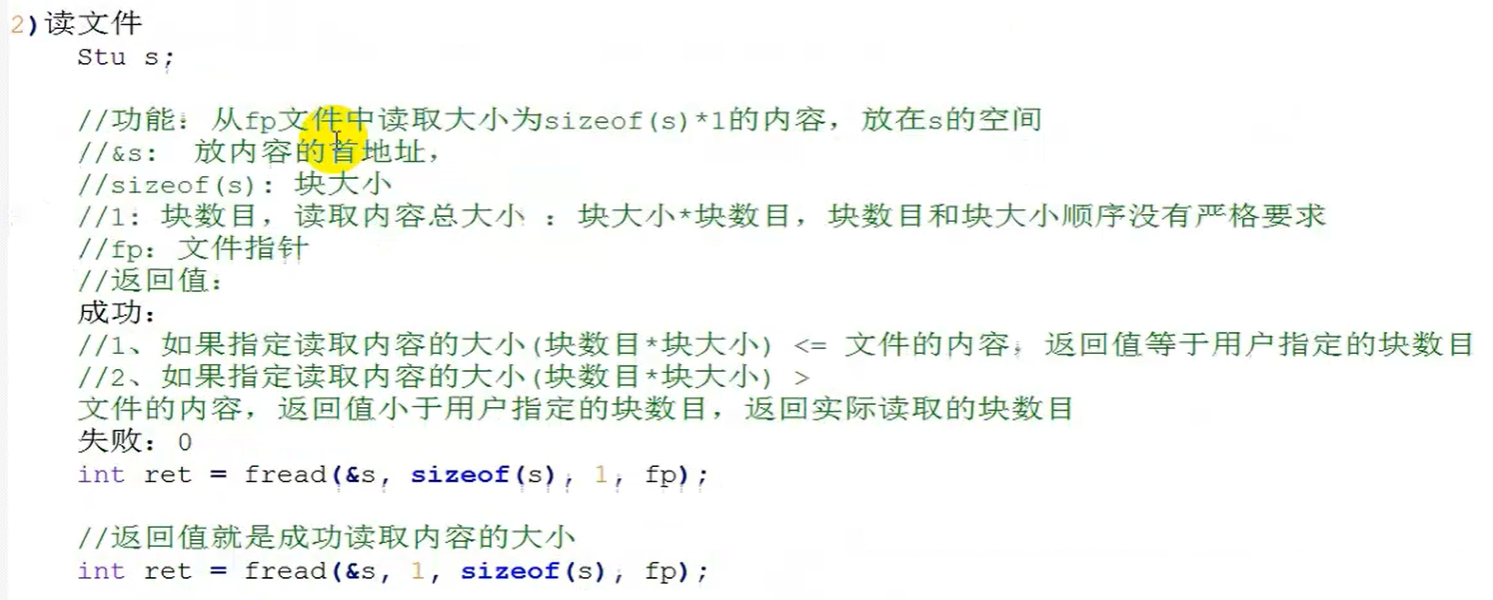 2)读文件
Stu s;
//功能：从fp文件中读取大小为sizeof(s)*1的内容，放在s的空间
//&s： 放内容的首地址，
//sizeof(s)：块大小
//1：块数目，读取内容总大小 ：块大小*块数目，块数目和块大小顺序没有严格要求
//fp：文件指针
//返回值：
成功：
//1、如果指定读取内容的大小(块数目*块大小) <= 文件的内容，返回值等于用户指定的块数目
//2、如果指定读取内容的大小(块数目*块大小) >
文件的内容，返回值小于用户指定的块数目，返回实际读取的块数目
失败：0
int ret = fread(&s, sizeof(s), 1, fp);
//返回值就是成功读取内容的大小
int ret = fread(&s, 1, sizeof(s), fp);